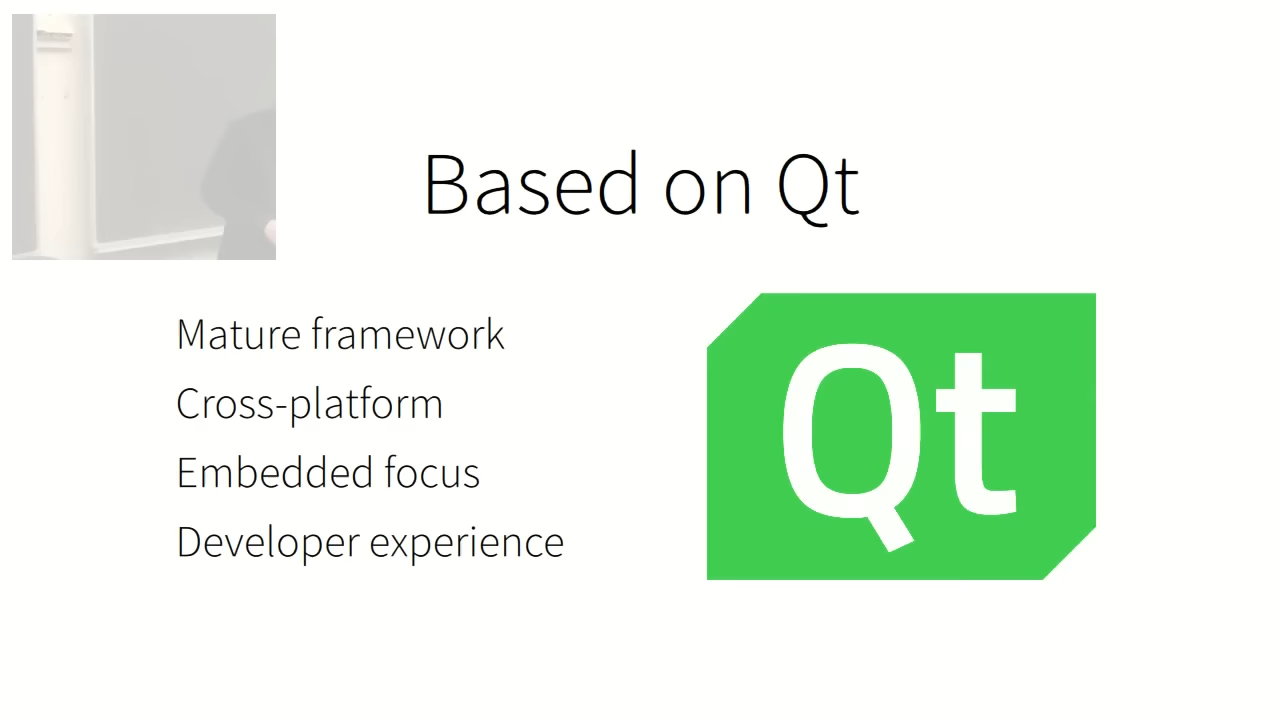 Based on Qt
Mature framework
Cross-platform
Embedded focus
Developer experience
Qt